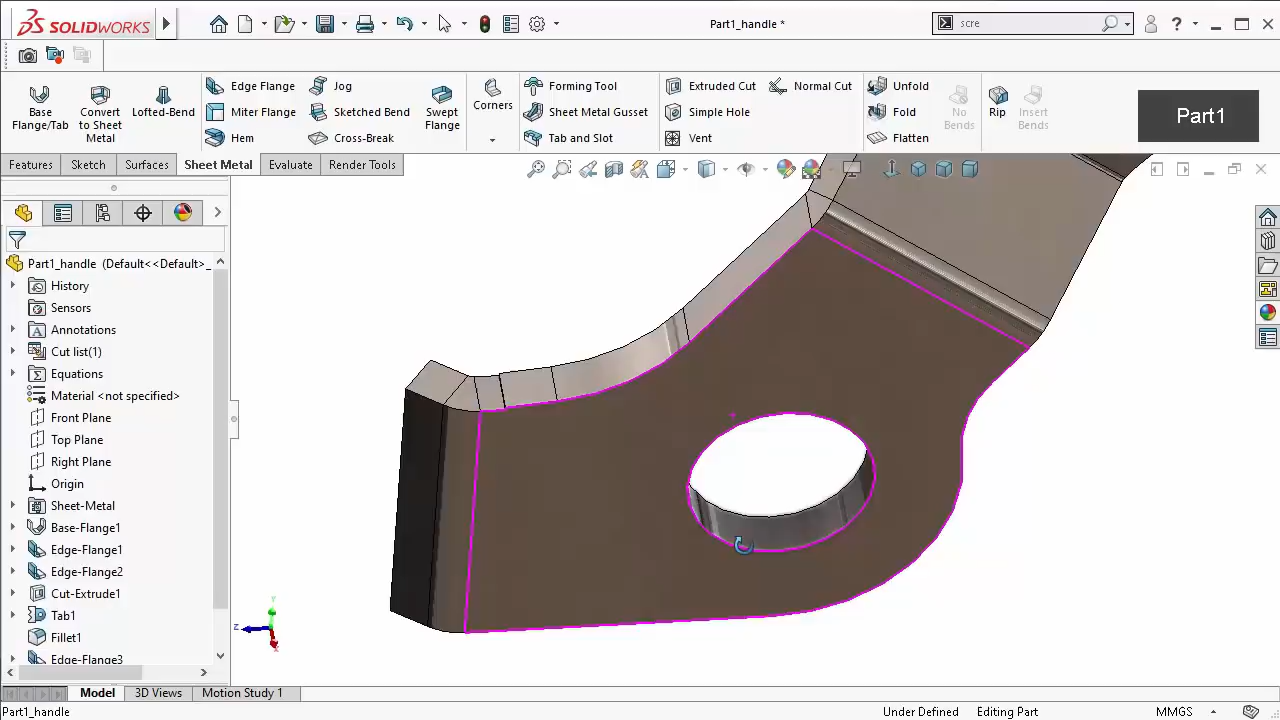 SOLIDWORKS
Part1_handle *
scre
Edge Flange
Jog
Forming Tool
Extruded Cut
Normal Cut
Unfold
Base
Flange/Tab
Convert
to Sheet
Metal
Lofted-Bend
Miter Flange
Sketched Bend
Swept
Flange
Corners
Sheet Metal Gusset
Simple Hole
Fold
No
Bends
Rip
Insert
Bends
Hem
Cross-Break
Tab and Slot
Vent
Flatten
Part1
Features
Sketch
Surfaces
Sheet Metal
Evaluate
Render Tools
Part1_handle (Default<<Default>_
History
Sensors
Annotations
Cut list(1)
Equations
Material <not specified>
Front Plane
Top Plane
Right Plane
Origin
Sheet-Metal
Base-Flange1
Edge-Flange1
Edge-Flange2
Cut-Extrude1
Tab1
Fillet1
Edge-Flange3
Y
Z
X
Model
3D Views
Motion Study 1
Part1_handle
Under Defined
Editing Part
MMGS